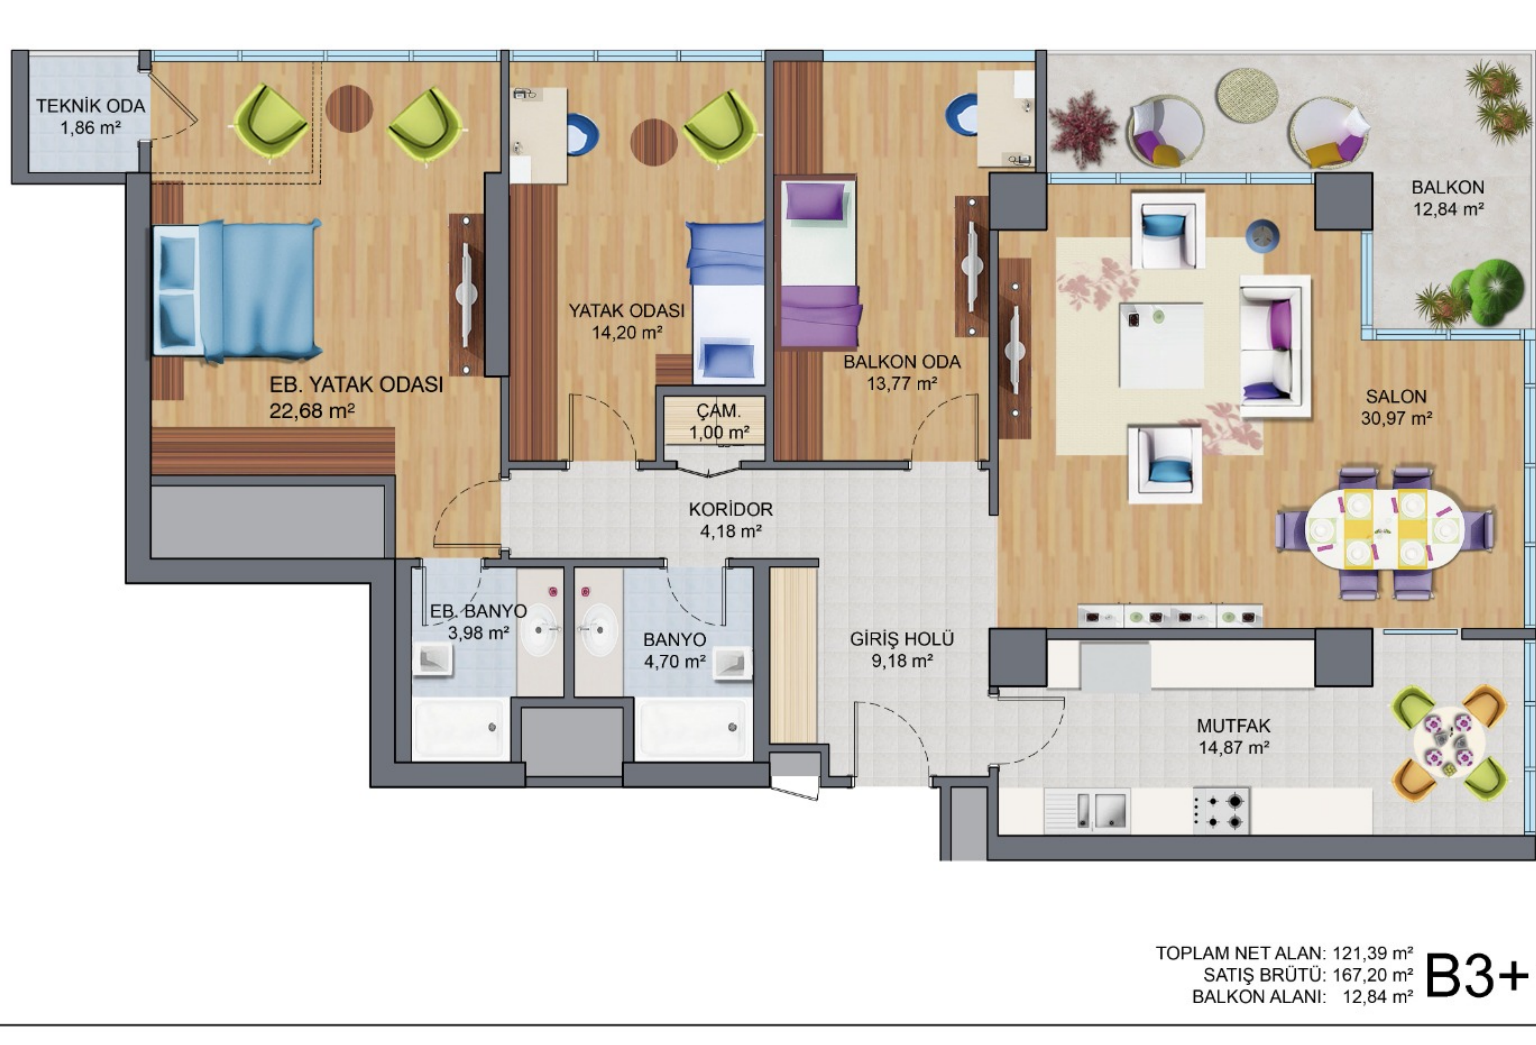 TEKNİK ODA
1,86 m²
BALKON
12,84 m²
YATAK ODASI
14,20 m²
BALKON ODA
13,77 m²
EB. YATAK ODASI
22,68 m²
SALON
30,97 m²
ÇAM.
1,00 m²
KORİDOR
4,18 m²
EB. BANYO
3,98 m²
BANYO
4,70 m²
GİRİŞ HOLÜ
9,18 m²
MUTFAK
14,87 m²
TOPLAM NET ALAN: 121,39 m²
SATIŞ BRÜTÜ: 167,20 m²
BALKON ALANI: 12,84 m²
B3+